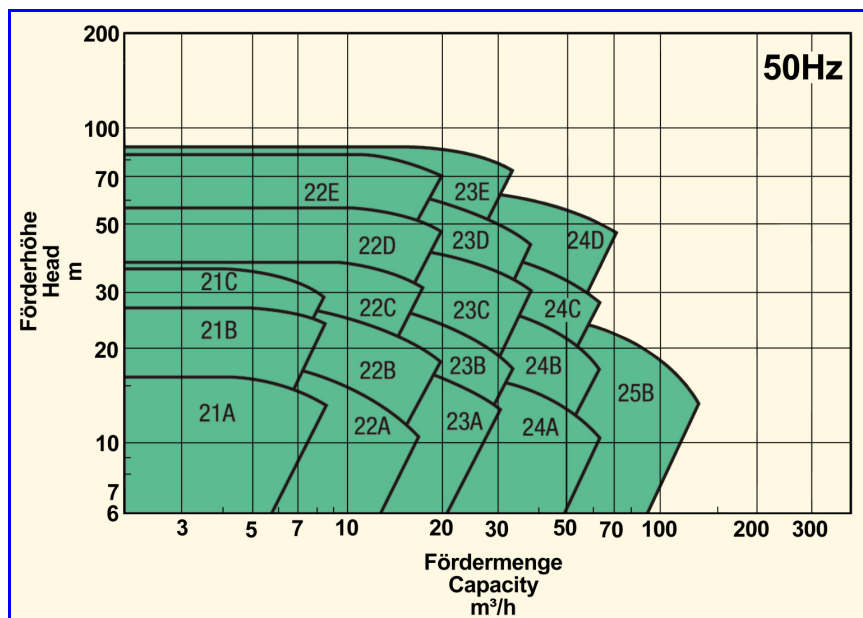 200
50Hz
100
70
22E
23E
50
22D
23D
24D
Förderhöhe
Head
m
30
21C
22C
23C
24C
20
21B
22B
23B
24B
25B
10
21A
22A
23A
24A
7
6
3 5 7 10 20 30 50 70 100 200 300
Fördermenge
Capacity
m³/h